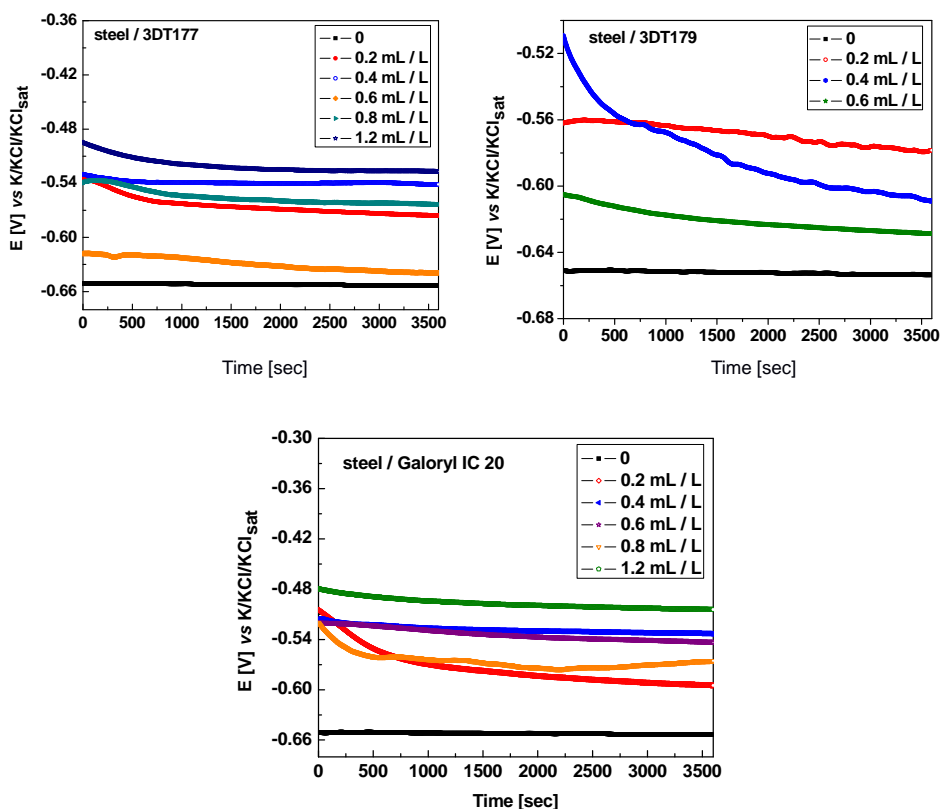 steel / 3DT177
0
0.2 mL / L
0.4 mL / L
0.6 mL / L
0.8 mL / L
1.2 mL / L
-0.36
-0.42
-0.48
-0.54
-0.60
-0.66
E [V] vs K/KCl/KClsat
0 500 1000 1500 2000 2500 3000 3500
Time [sec]
steel / 3DT179
0
0.2 mL / L
0.4 mL / L
0.6 mL / L
-0.52
-0.56
-0.60
-0.64
-0.68
E [V] vs K/KCl/KClsat
0 500 1000 1500 2000 2500 3000 3500
Time [sec]
steel / Galoryl IC 20
0
0.2 mL / L
0.4 mL / L
0.6 mL / L
0.8 mL / L
1.2 mL / L
-0.30
-0.36
-0.42
-0.48
-0.54
-0.60
-0.66
E [V] vs K/KCl/KClsat
0 500 1000 1500 2000 2500 3000 3500
Time [sec]